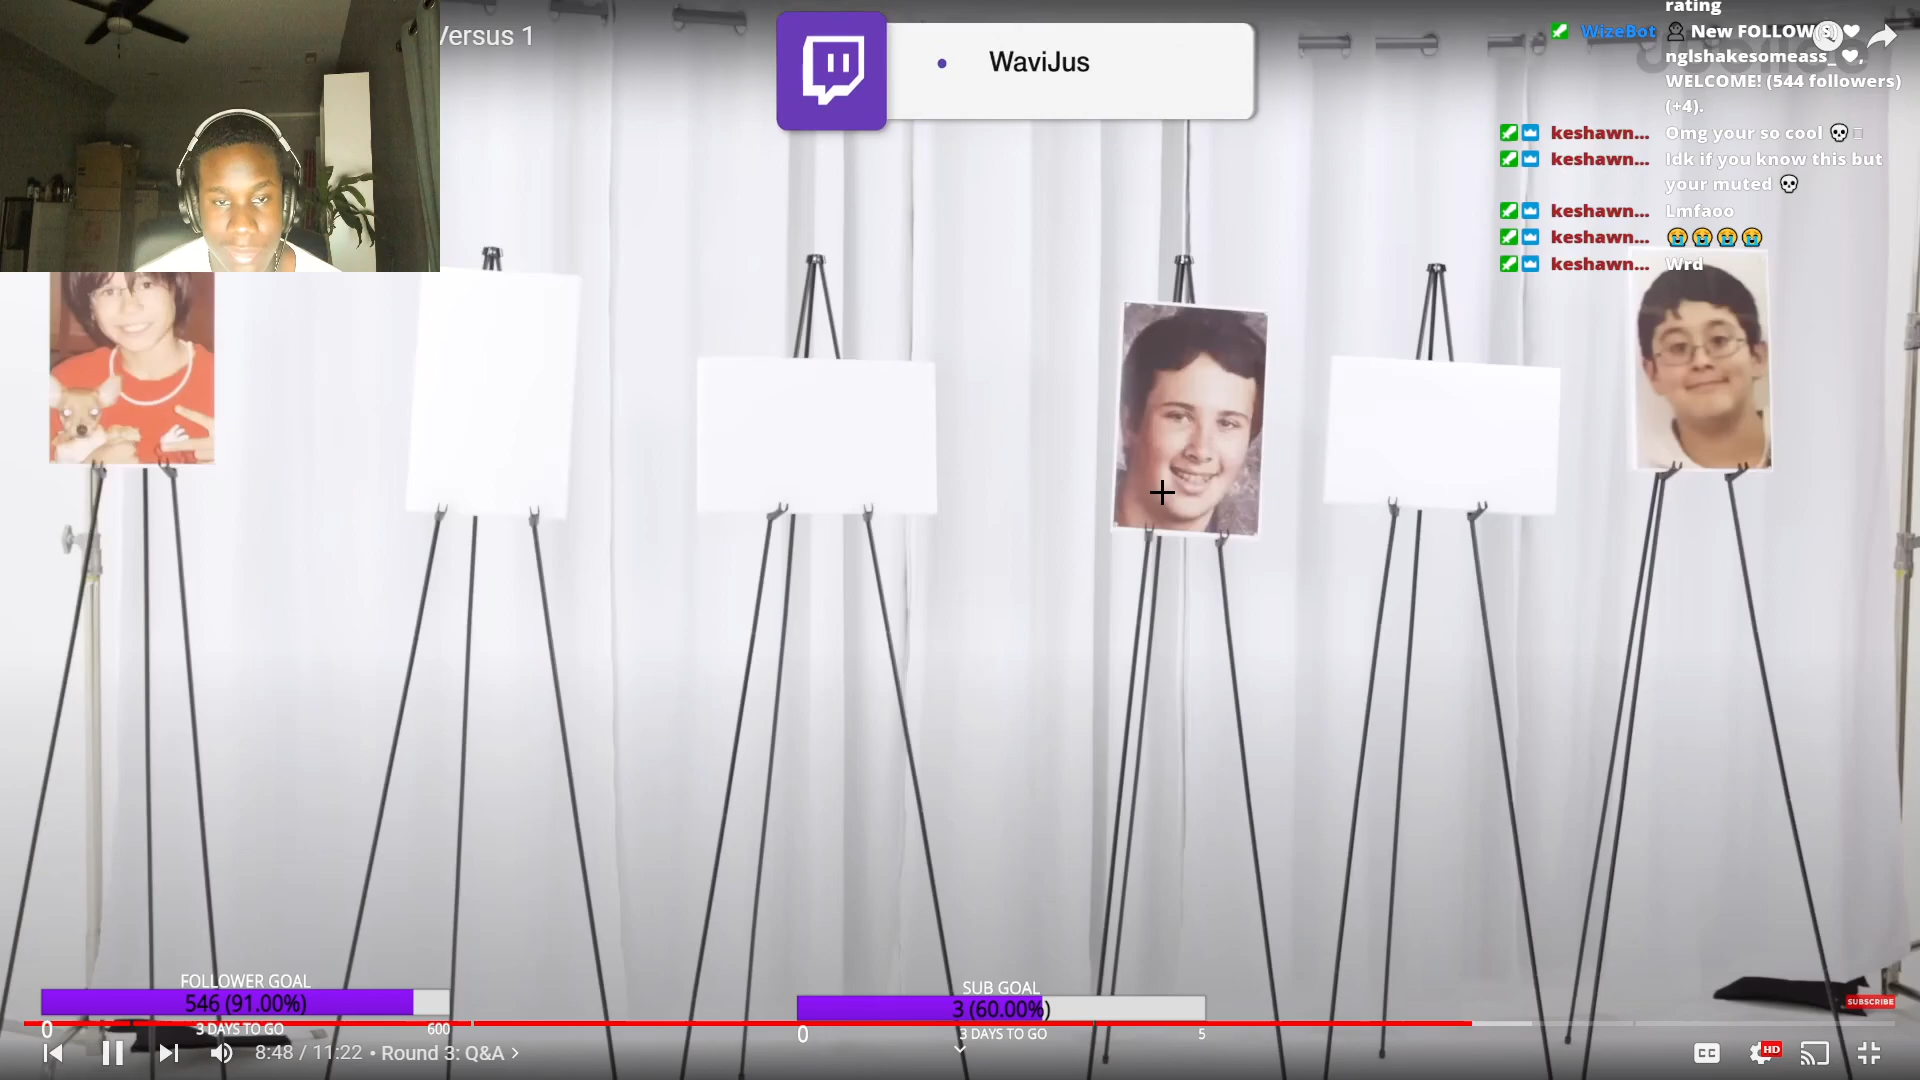 Versus 1
WaviJus
rating
WizeBot New FOLLOW
nglshakesomeass_ ,
WELCOME! (544 followers)
(+4).
keshawn... Omg your so cool 💀
keshawn... Idk if you know this but
your muted 💀
keshawn... Lmfaoo
keshawn... 😭😭😭😭
keshawn... Wrd
FOLLOWER GOAL
546 (91.00%)
0 3 DAYS TO GO 600
SUB GOAL
3 (60.00%)
0 3 DAYS TO GO 5
SUBSCRIBE
8:48 / 11:22 • Round 3: Q&A >
CC
HD